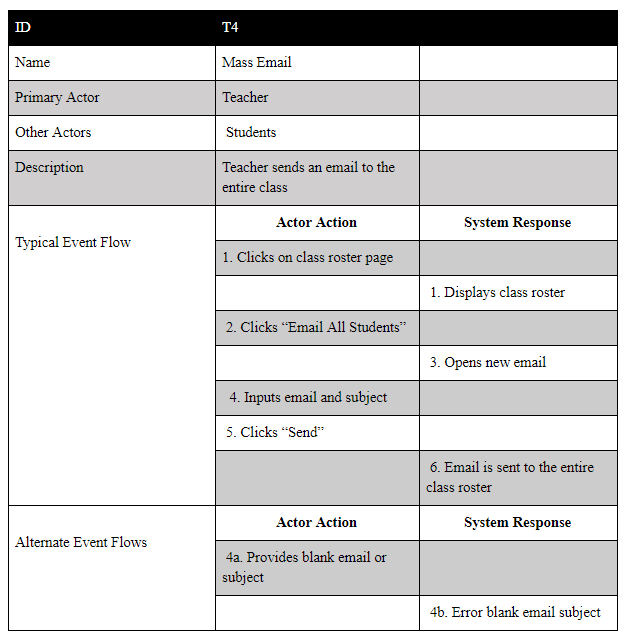 ID T4
Name Mass Email
Primary Actor Teacher
Other Actors Students
Description Teacher sends an email to the
entire class
Typical Event Flow
Actor Action System Response
1. Clicks on class roster page
1. Displays class roster
2. Clicks “Email All Students”
3. Opens new email
4. Inputs email and subject
5. Clicks “Send”
6. Email is sent to the entire
class roster
Alternate Event Flows
Actor Action System Response
4a. Provides blank email or
subject
4b. Error blank email subject